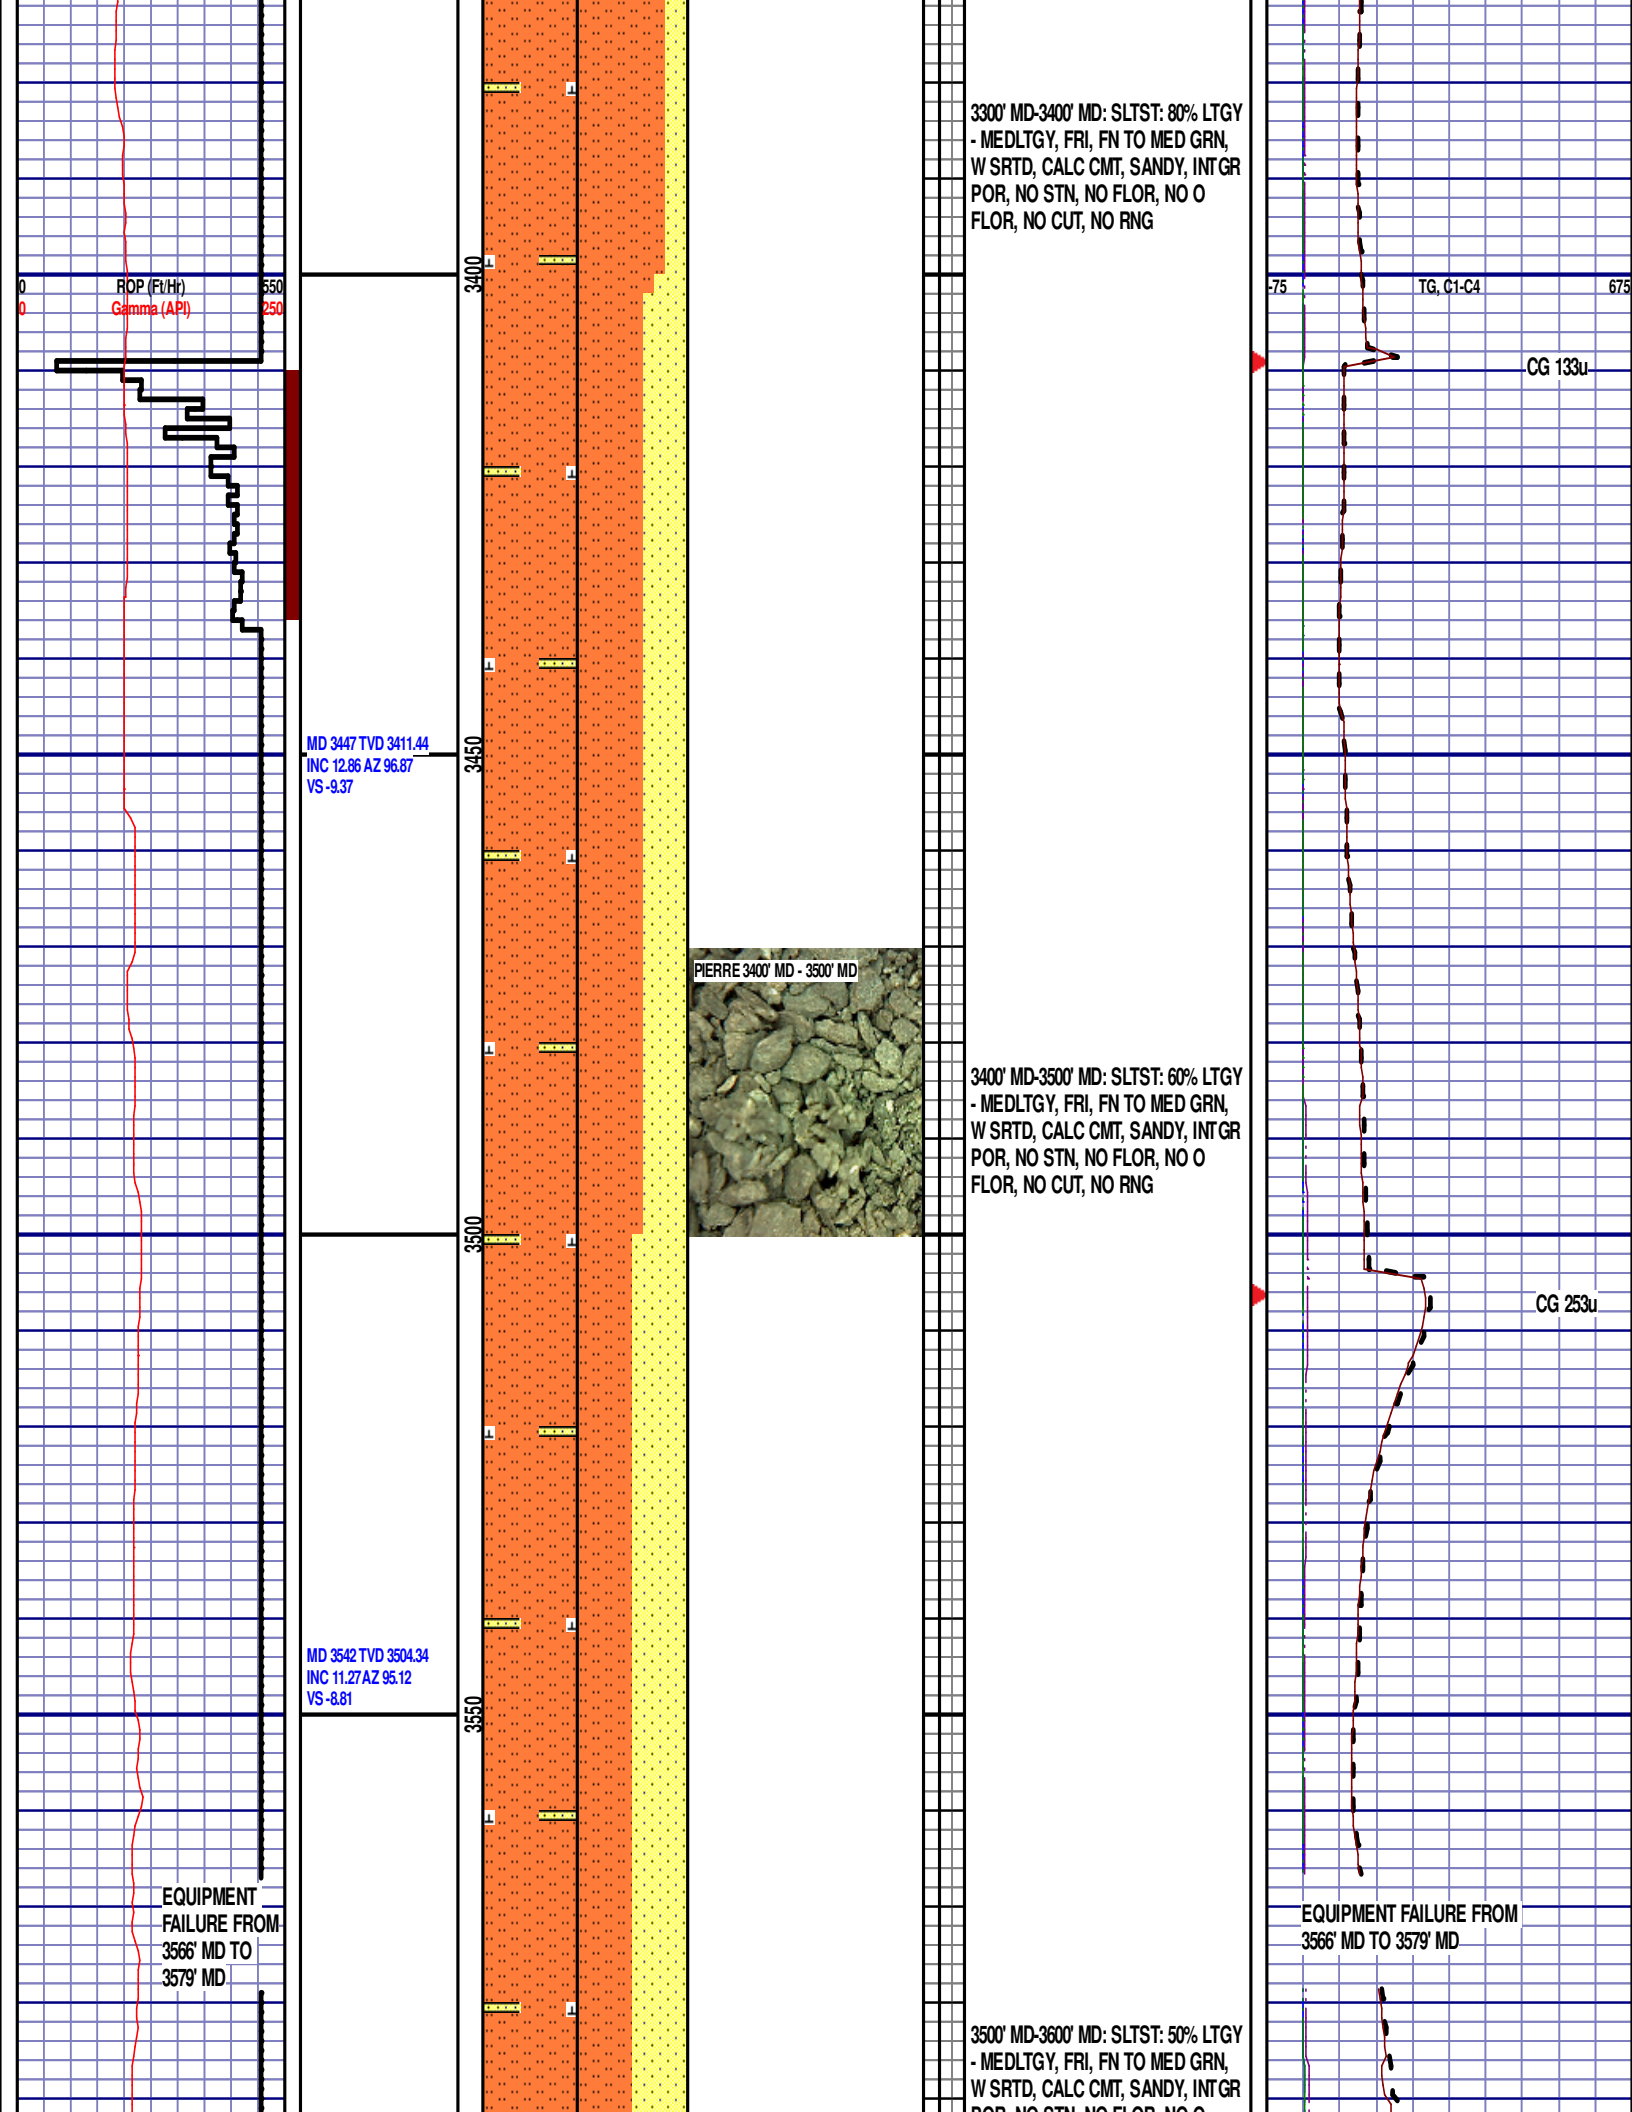 3300' MD-3400' MD: SLTST: 80% LTGY
- MEDLTGY, FRI, FN TO MED GRN,
W SRTD, CALC CMT, SANDY, INTGR
POR, NO STN, NO FLOR, NO O
FLOR, NO CUT, NO RNG
3400
0 ROP (Ft/Hr) 550
0 Gamma (API) 250
-75 TG, C1-C4 675
CG 133u
MD 3447 TVD 3411.44
INC 12.86 AZ 96.87
VS -9.37
3450
PIERRE 3400' MD - 3500' MD
3400' MD-3500' MD: SLTST: 60% LTGY
- MEDLTGY, FRI, FN TO MED GRN,
W SRTD, CALC CMT, SANDY, INTGR
POR, NO STN, NO FLOR, NO O
FLOR, NO CUT, NO RNG
3500
CG 253u
MD 3542 TVD 3504.34
INC 11.27 AZ 95.12
VS -8.81
3550
EQUIPMENT
FAILURE FROM
3566' MD TO
3579' MD
EQUIPMENT FAILURE FROM
3566' MD TO 3579' MD
3500' MD-3600' MD: SLTST: 50% LTGY
- MEDLTGY, FRI, FN TO MED GRN,
W SRTD, CALC CMT, SANDY, INTGR
POR, NO STN, NO FLOR, NO O